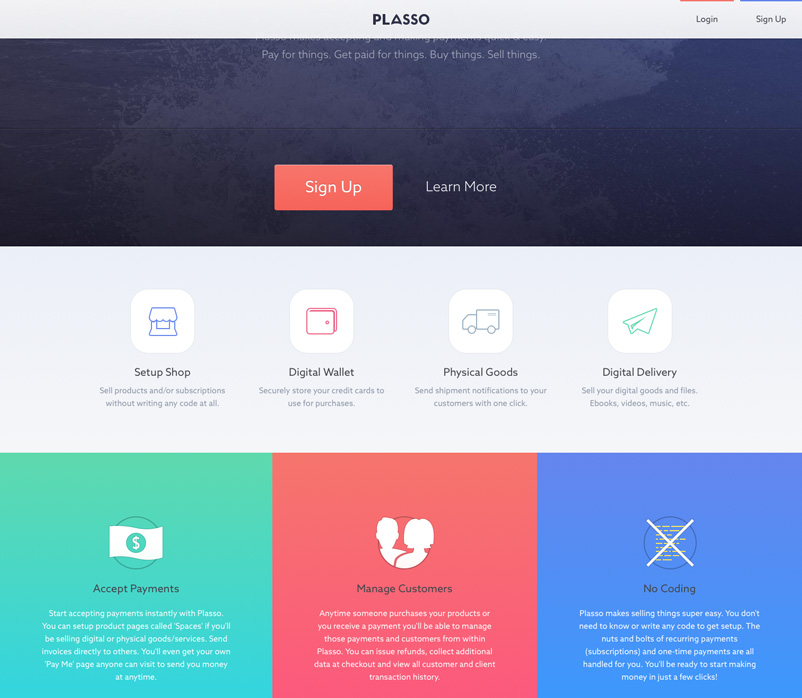 PLASSO
Login
Sign Up
Plasso makes accepting and making payments quick & easy.
Pay for things. Get paid for things. Buy things. Sell things.
Sign Up
Learn More
Setup Shop
Sell products and/or subscriptions
without writing any code at all.
Digital Wallet
Securely store your credit cards to
use for purchases.
Physical Goods
Send shipment notifications to your
customers with one click.
Digital Delivery
Sell your digital goods and files.
Ebooks, videos, music, etc.
$
Accept Payments
Start accepting payments instantly with Plasso.
You can setup product pages called 'Spaces' if you'll
be selling digital or physical goods/services. Send
invoices directly to others. You'll even get your own
'Pay Me' page anyone can visit to send you money
at anytime.
Manage Customers
Anytime someone purchases your products or
you receive a payment you'll be able to manage
those payments and customers from within
Plasso. You can issue refunds, collect additional
data at checkout and view all customer and client
transaction history.
No Coding
Plasso makes selling things super easy. You don't
need to know or write any code to get setup. The
nuts and bolts of recurring payments
(subscriptions) and one-time payments are all
handled for you. You'll be ready to start making
money in just a few clicks!